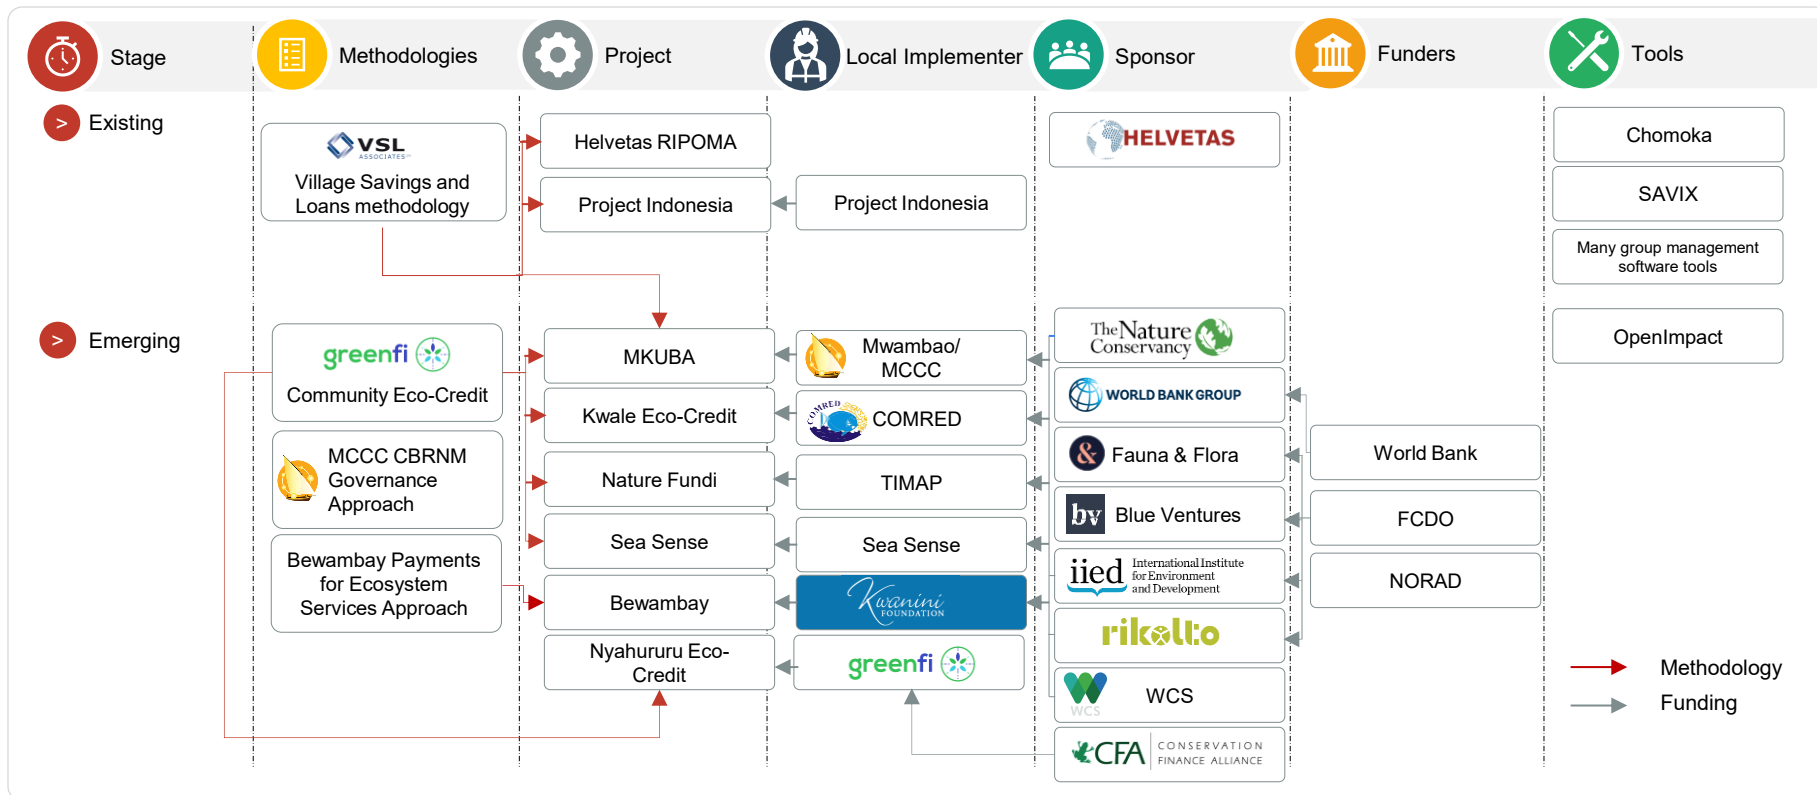 Stage
Methodologies
Project
Local Implementer
Sponsor
Funders
Tools
> Existing
VSL
ASSOCIATES
Village Savings and
Loans methodology
Helvetas RIPOMA
Project Indonesia
Project Indonesia
HELVETAS
Chomoka
SAVIX
Many group management
software tools
> Emerging
greenfi
Community Eco-Credit
MCCC CBRNM
Governance
Approach
Bewambay Payments
for Ecosystem
Services Approach
MKUBA
Kwale Eco-Credit
Nature Fundi
Sea Sense
Bewambay
Nyahururu Eco-
Credit
Mwambao/
MCCC
COMRED
COMRED
TIMAP
Sea Sense
Kwanini
FOUNDATION
greenfi
The Nature
Conservancy
WORLD BANK GROUP
& Fauna & Flora
bv Blue Ventures
iied International Institute
for Environment
and Development
rikolto
WCS
WCS
CFA CONSERVATION
FINANCE ALLIANCE
World Bank
FCDO
NORAD
OpenImpact
Methodology
Funding